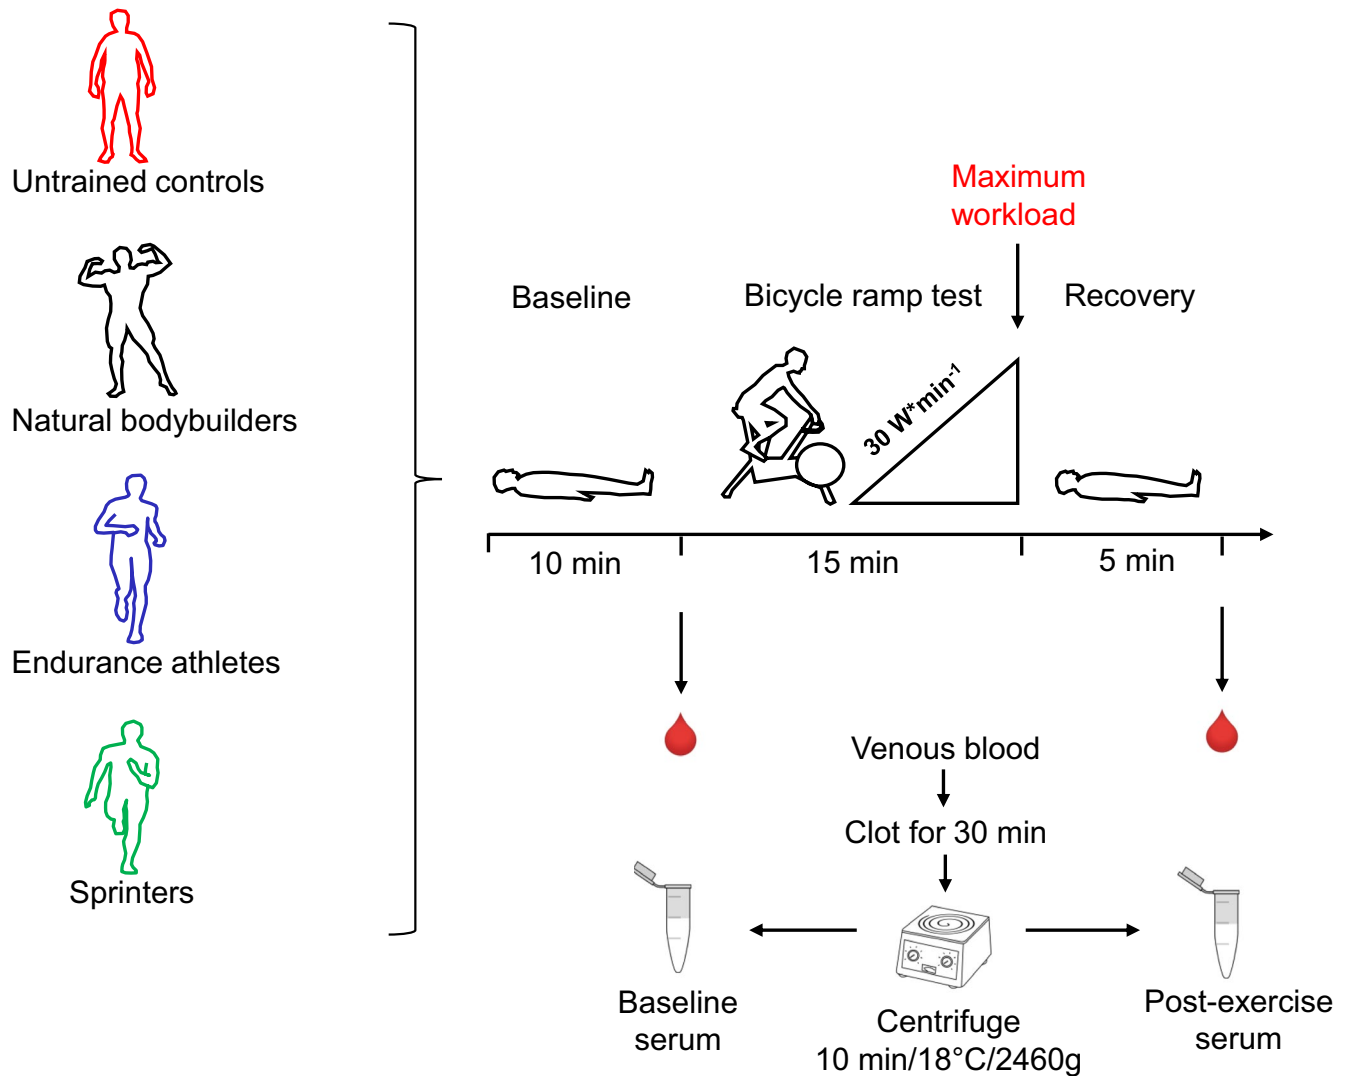 Untrained controls
Natural bodybuilders
Endurance athletes
Sprinters
Maximum
workload
Baseline
Bicycle ramp test
Recovery
30 W*min⁻¹
10 min
15 min
5 min
Venous blood
Clot for 30 min
Baseline
serum
Centrifuge
10 min/18°C/2460g
Post-exercise
serum